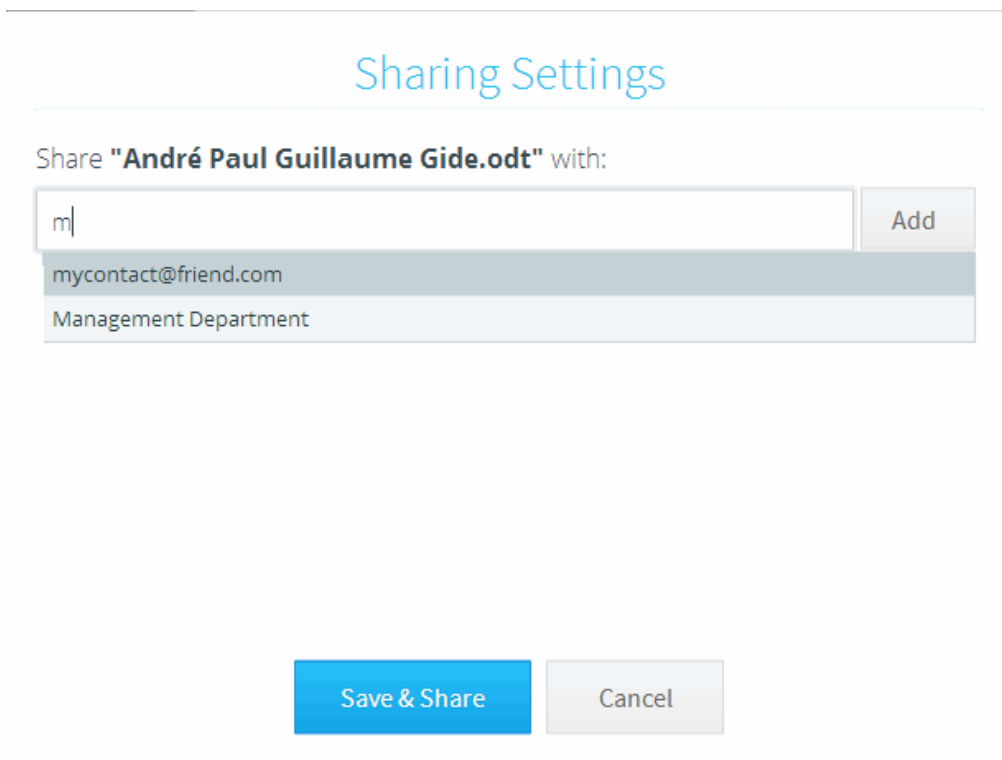 Sharing Settings
Share "André Paul Guillaume Gide.odt" with:
m
Add
mycontact@friend.com
Management Department
Save & Share
Cancel